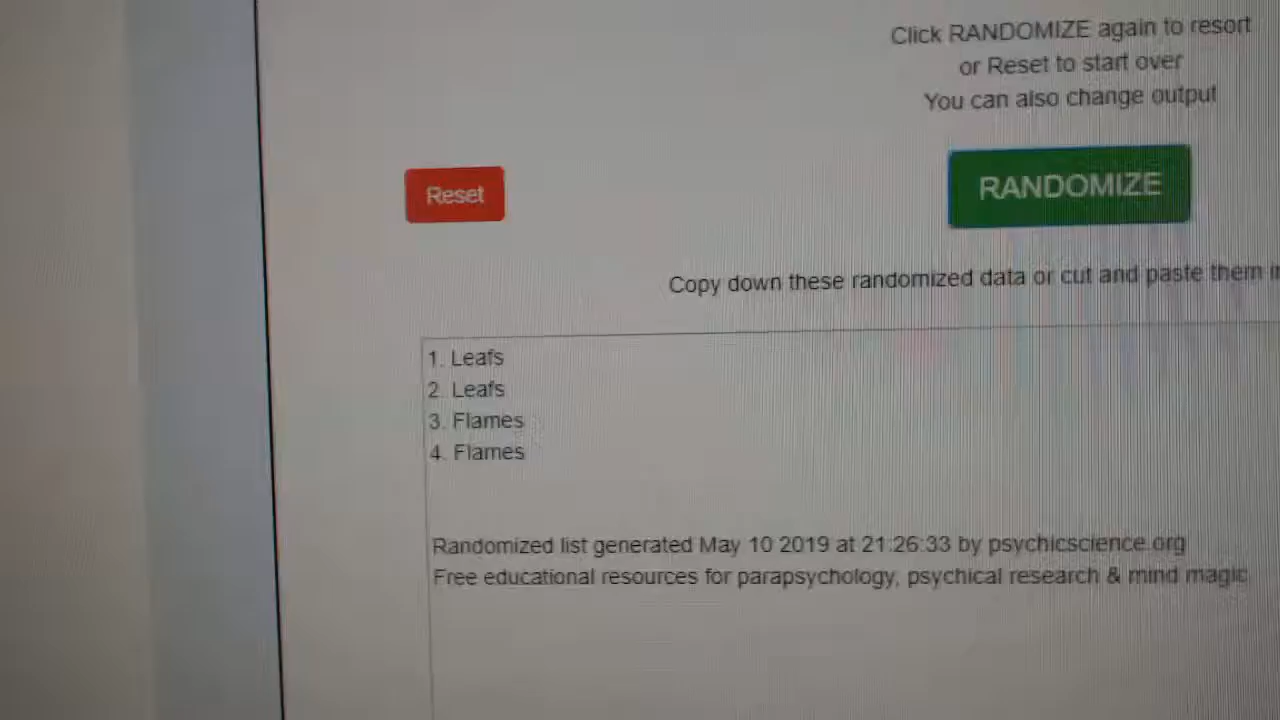 Click RANDOMIZE again to resort
or Reset to start over
You can also change output
Reset
RANDOMIZE
Copy down these randomized data or cut and paste them
1. Leafs
2. Leafs
3. Flames
4. Flames
Randomized list generated May 10 2019 at 21:26:33 by psychicscience.org
Free educational resources for parapsychology, psychical research & mind magic